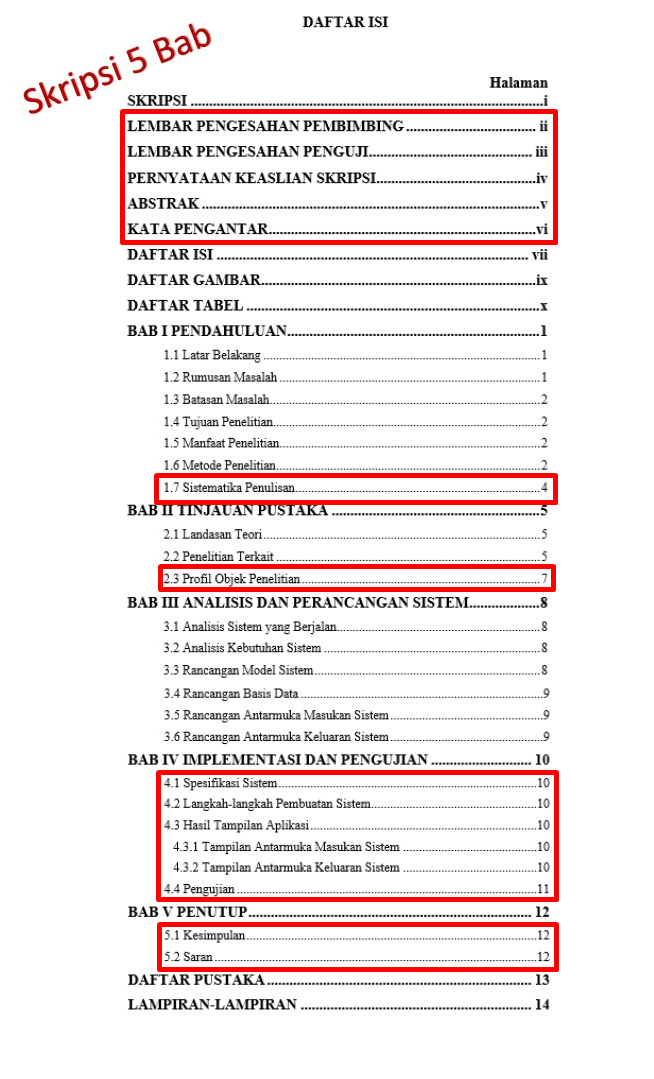 DAFTAR ISI
Skripsi 5 Bab
Halaman
SKRIPSI ..... i
LEMBAR PENGESAHAN PEMBIMBING ..... ii
LEMBAR PENGESAHAN PENGUJI ..... iii
PERNYATAAN KEASLIAN SKRIPSI ..... iv
ABSTRAK ..... v
KATA PENGANTAR ..... vi
DAFTAR ISI ..... vii
DAFTAR GAMBAR ..... ix
DAFTAR TABEL ..... x
BAB I PENDAHULUAN ..... 1
1.1 Latar Belakang ..... 1
1.2 Rumusan Masalah ..... 1
1.3 Batasan Masalah ..... 2
1.4 Tujuan Penelitian ..... 2
1.5 Manfaat Penelitian ..... 2
1.6 Metode Penelitian ..... 2
1.7 Sistematika Penulisan ..... 4
BAB II TINJAUAN PUSTAKA ..... 5
2.1 Landasan Teori ..... 5
2.2 Penelitian Terkait ..... 5
2.3 Profil Objek Penelitian ..... 7
BAB III ANALISIS DAN PERANCANGAN SISTEM ..... 8
3.1 Analisis Sistem yang Berjalan ..... 8
3.2 Analisis Kebutuhan Sistem ..... 8
3.3 Rancangan Model Sistem ..... 8
3.4 Rancangan Basis Data ..... 9
3.5 Rancangan Antarmuka Masukan Sistem ..... 9
3.6 Rancangan Antarmuka Keluaran Sistem ..... 9
BAB IV IMPLEMENTASI DAN PENGUJIAN ..... 10
4.1 Spesifikasi Sistem ..... 10
4.2 Langkah-langkah Pembuatan Sistem ..... 10
4.3 Hasil Tampilan Aplikasi ..... 10
4.3.1 Tampilan Antarmuka Masukan Sistem ..... 10
4.3.2 Tampilan Antarmuka Keluaran Sistem ..... 10
4.4 Pengujian ..... 11
BAB V PENUTUP ..... 12
5.1 Kesimpulan ..... 12
5.2 Saran ..... 12
DAFTAR PUSTAKA ..... 13
LAMPIRAN-LAMPIRAN ..... 14